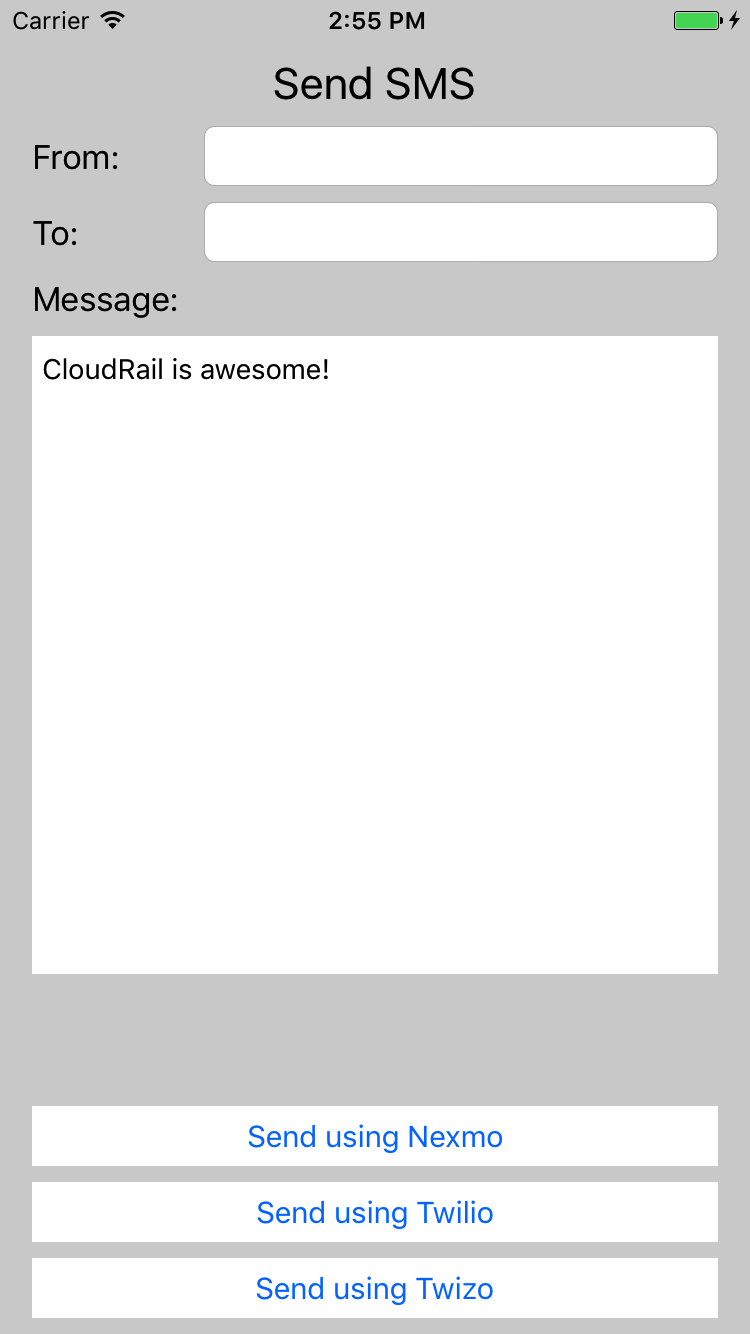 Carrier 2:55 PM
Send SMS
From:
To:
Message:
CloudRail is awesome!
Send using Nexmo
Send using Twilio
Send using Twizo